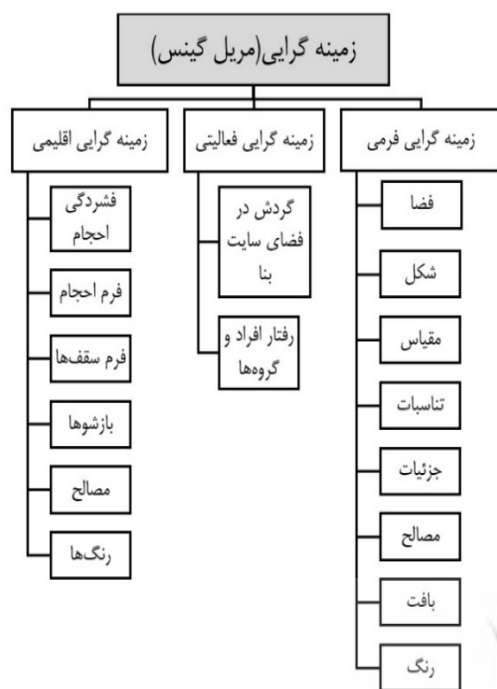 زمینه گرایی(مریل گینس)
زمینه گرایی فرمی
فضا
شکل
مقیاس
تناسبات
جزئیات
مصالح
بافت
رنگ
زمینه گرایی فعالیتی
گردش در
فضای سایت
بنا
رفتار افراد و
گروه‌ها
زمینه گرایی اقلیمی
فشردگی
احجام
فرم احجام
فرم سقف‌ها
بازشوها
مصالح
رنگ‌ها